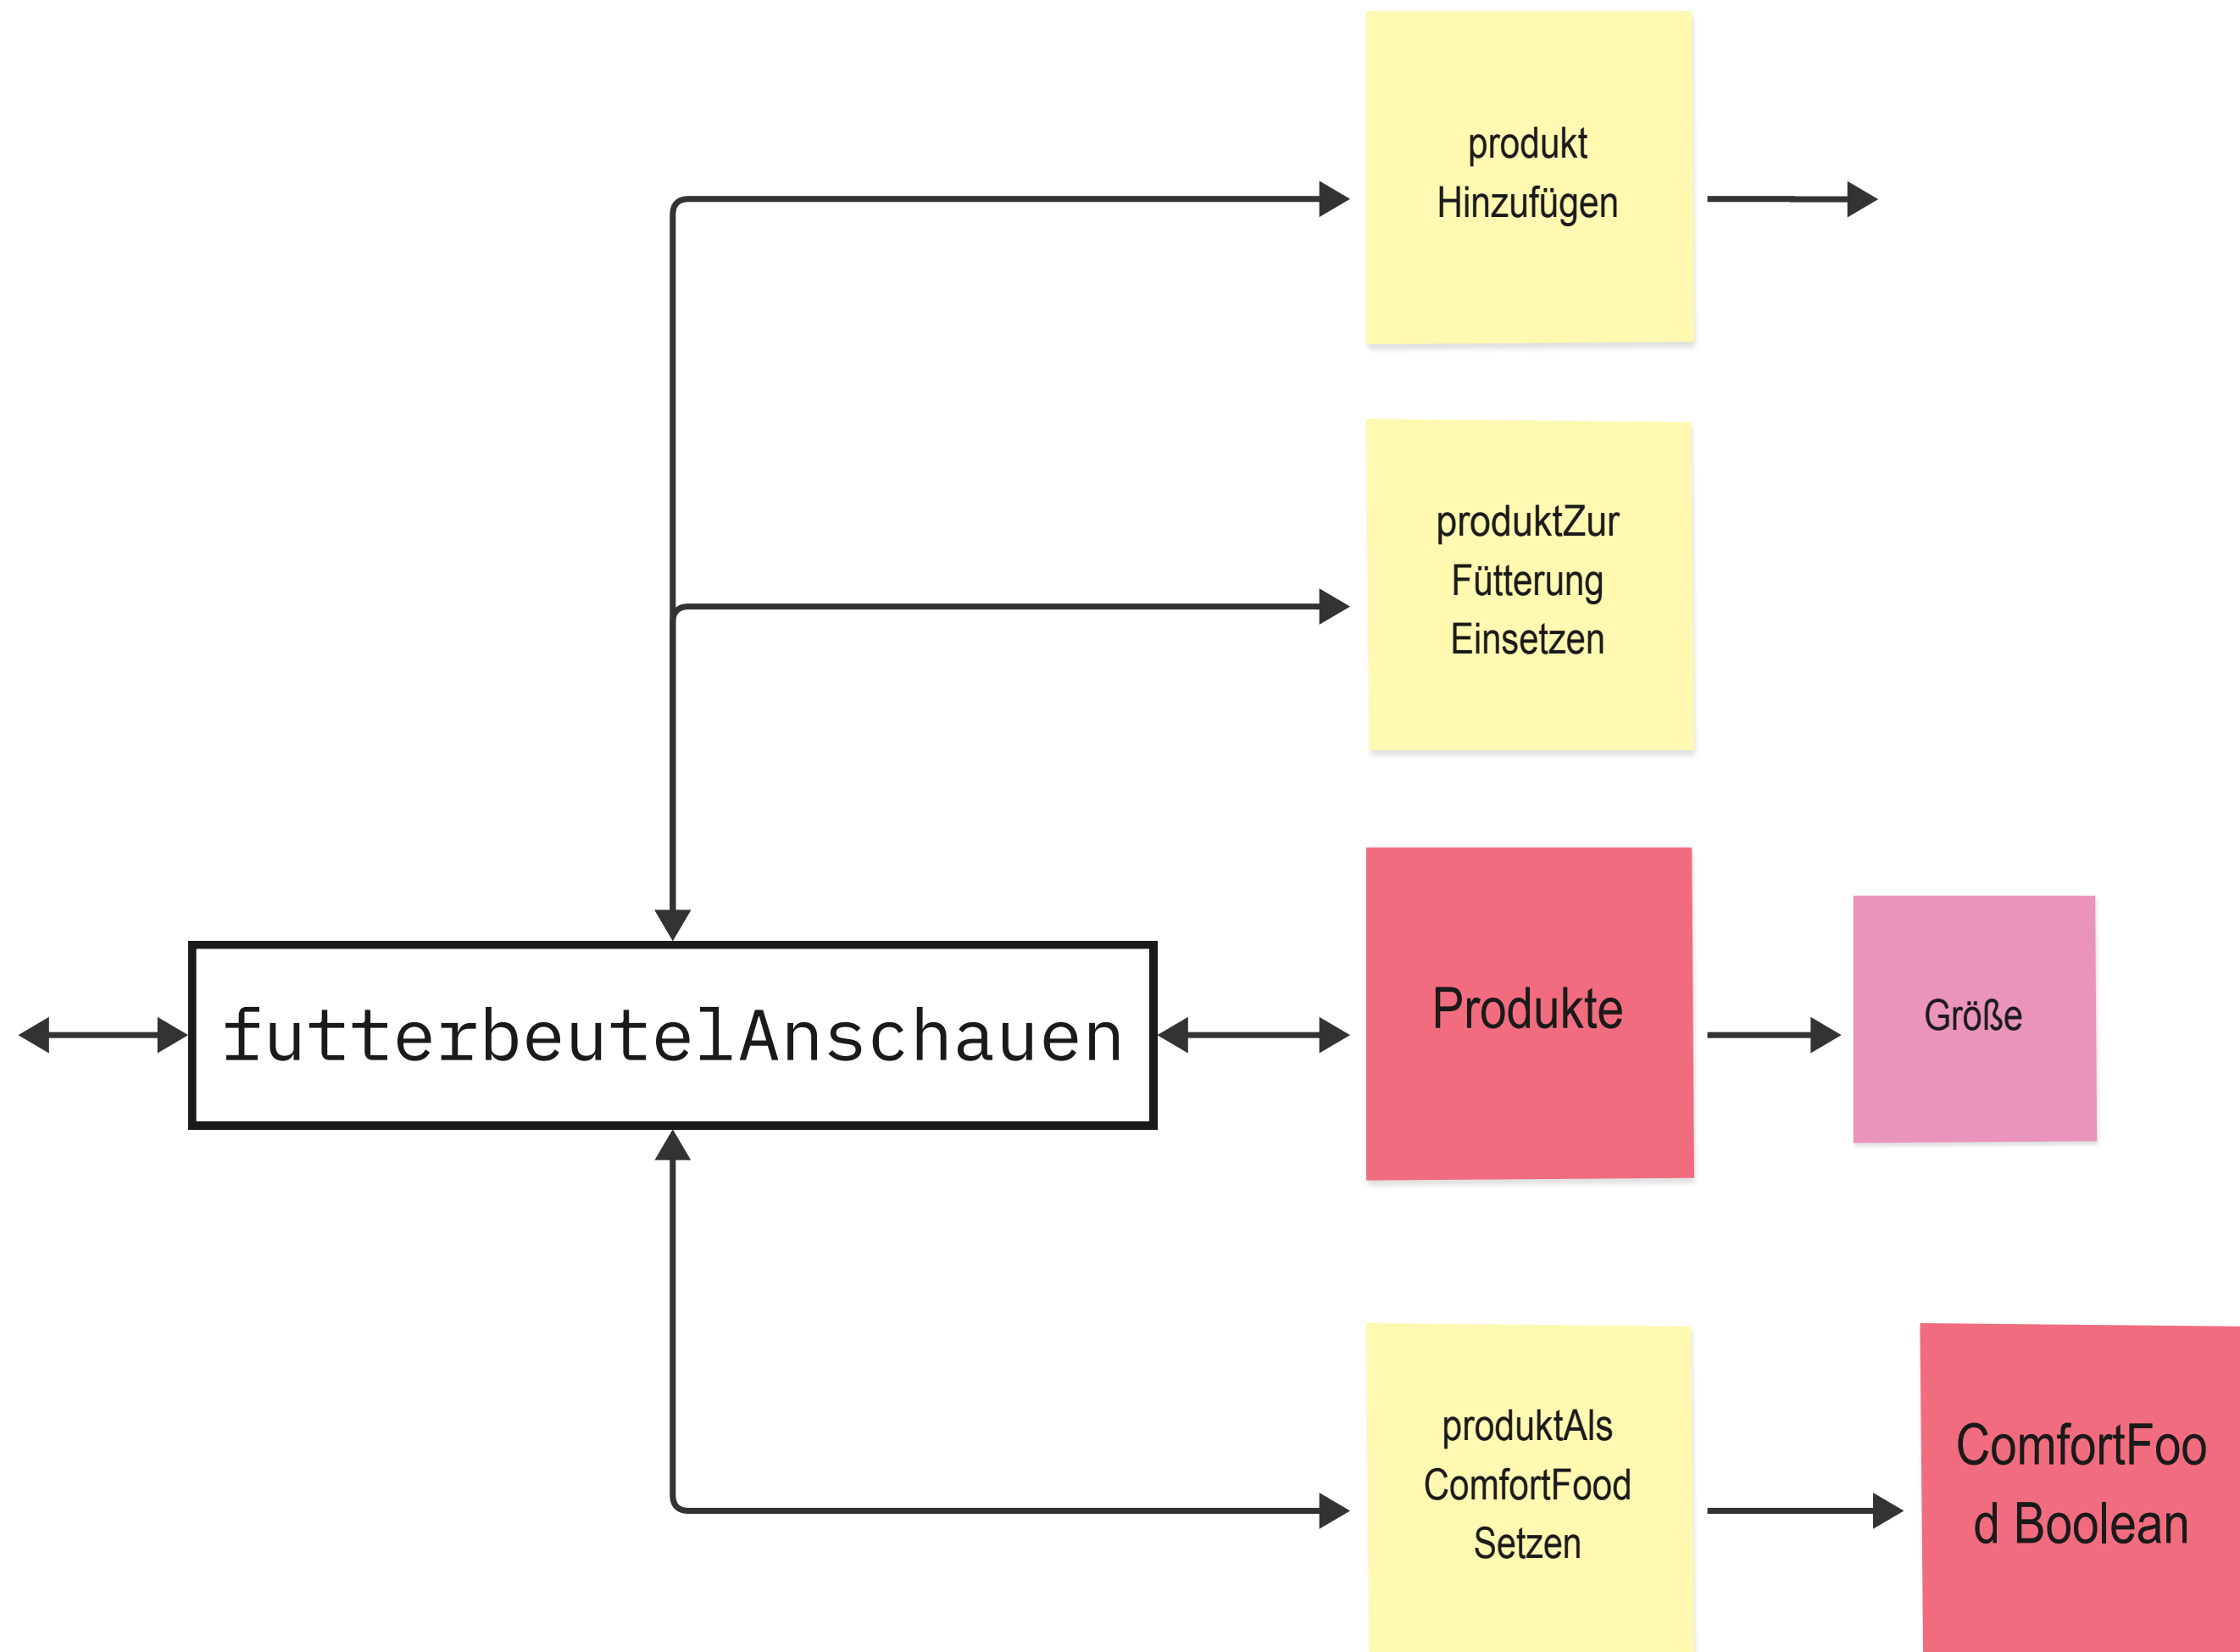 produkt
Hinzufügen
produktZur
Fütterung
Einsetzen
futterbeutelAnschauen
Produkte
Größe
produktAls
ComfortFood
Setzen
ComfortFoo
d Boolean